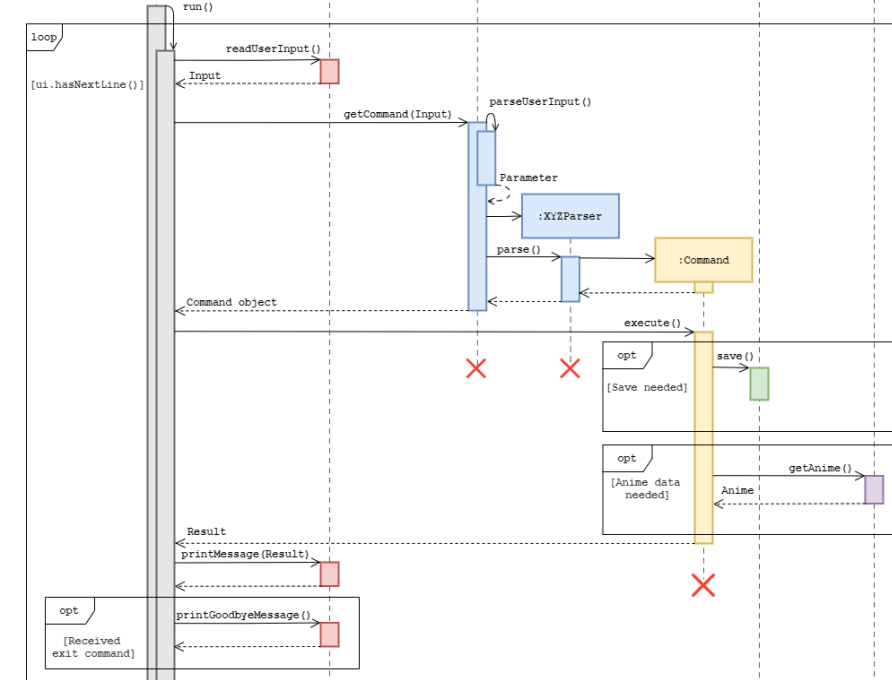 run()
loop
readUserInput()
Input
[ui.hasNextLine()]
parseUserInput()
getCommand(Input)
Parameter
:XYZParser
parse()
:Command
Command object
execute()
opt
save()
[Save needed]
opt
getAnime()
[Anime data
needed]
Anime
Result
printMessage(Result)
opt
printGoodbyeMessage()
[Received
exit command]